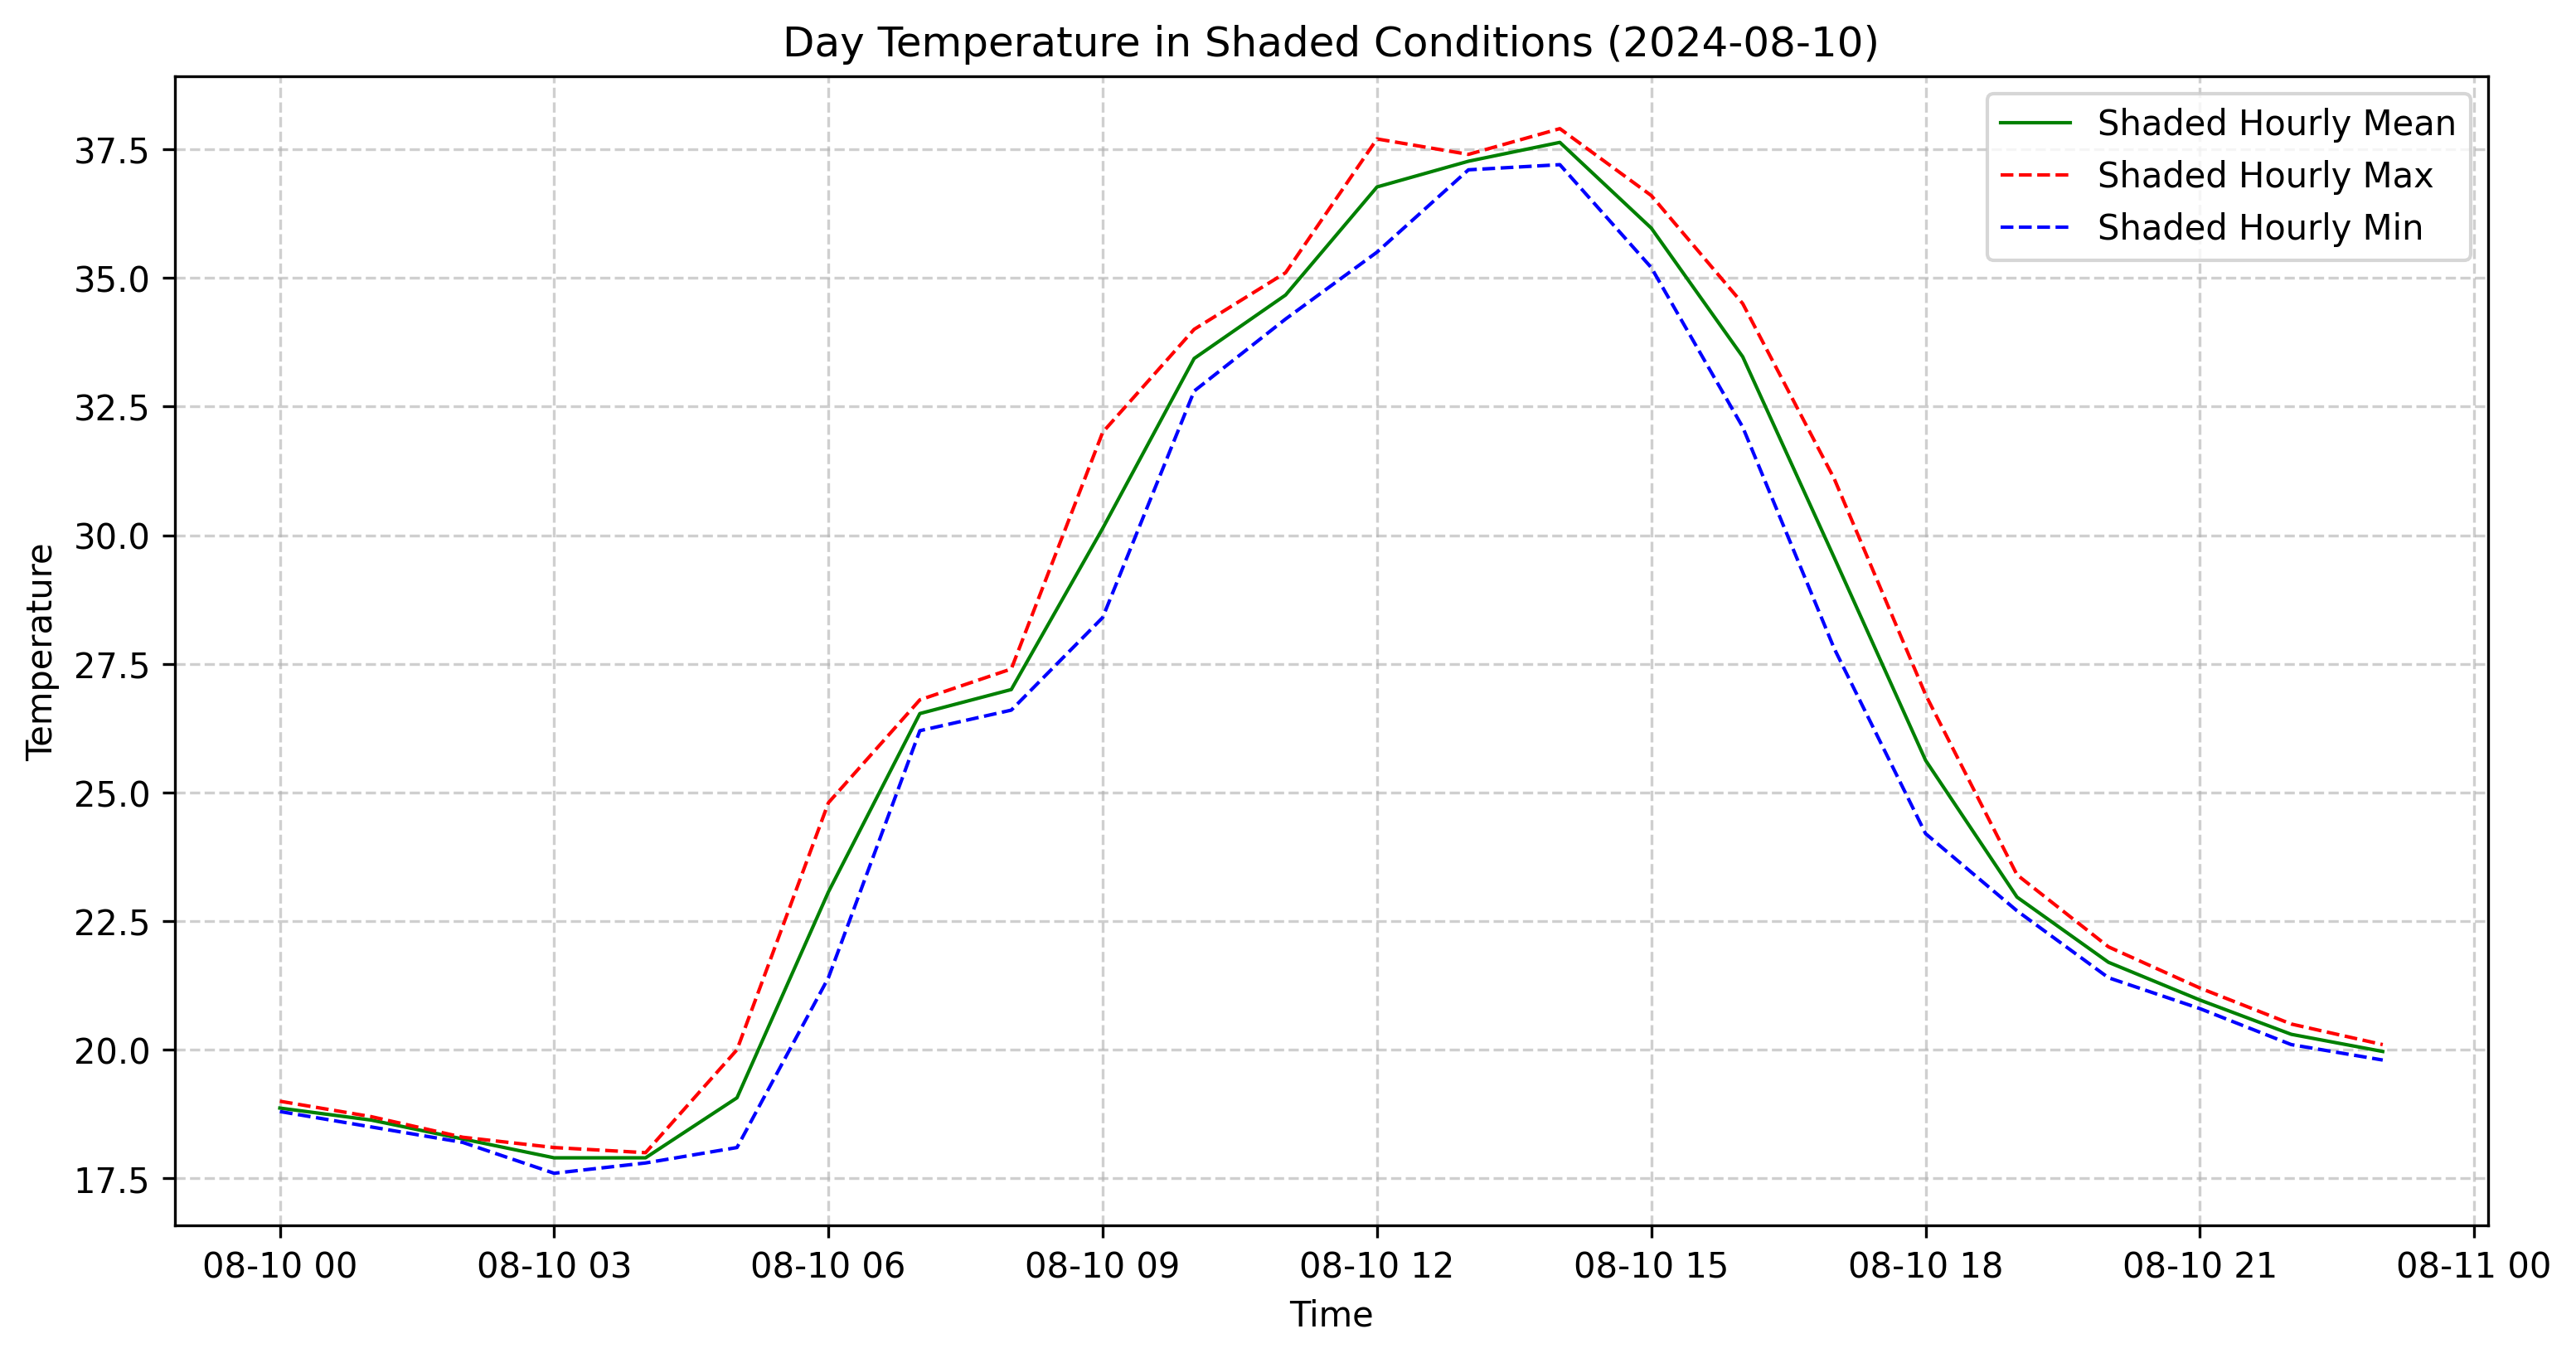 Day Temperature in Shaded Conditions (2024-08-10)
Shaded Hourly Mean
Shaded Hourly Max
Shaded Hourly Min
Temperature
37.5
35.0
32.5
30.0
27.5
25.0
22.5
20.0
17.5
08-10 00 08-10 03 08-10 06 08-10 09 08-10 12 08-10 15 08-10 18 08-10 21 08-11 00
Time